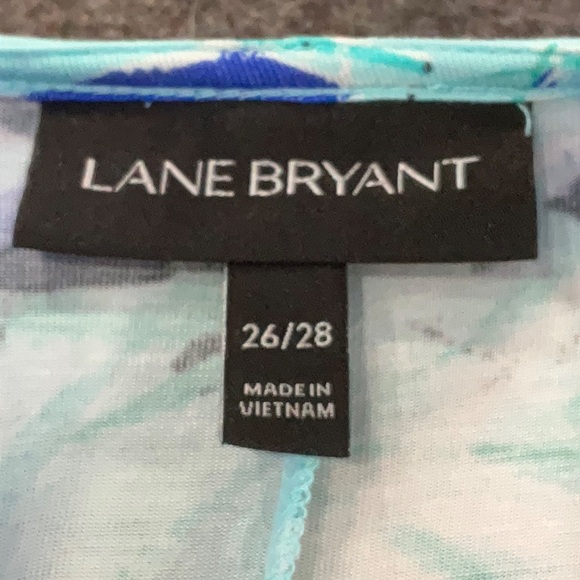 LANE BRYANT
26/28
MADE IN
VIETNAM